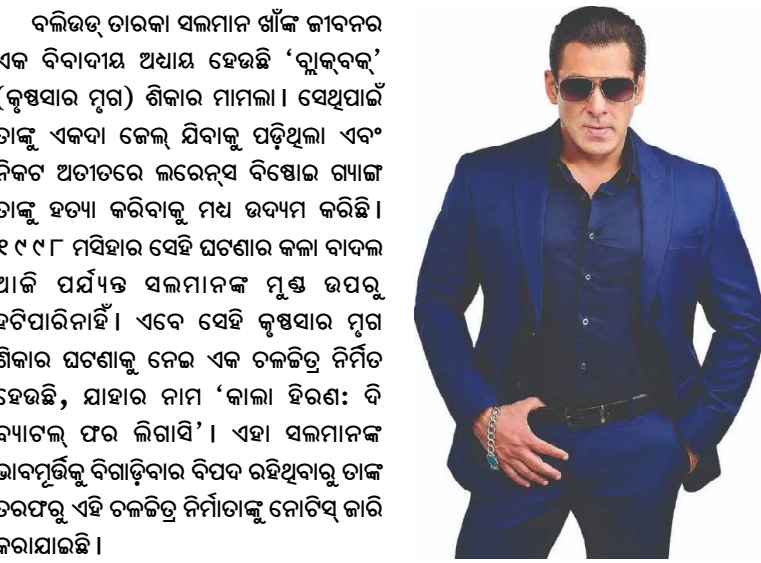 ବଲିଉଡ୍ ତାରକା ସଲମାନ ଖାଁଙ୍କ ଜୀବନର
ଏକ ବିବାଦୀୟ ଅଧ୍ୟାୟ ହେଉଛି ‘ବ୍ଲାକ୍‌ବକ୍’
(କୃଷ୍ଣସାର ମୃଗ) ଶିକାର ମାମଲା। ସେଥିପାଇଁ
ତାଙ୍କୁ ଏକଦା ଜେଲ୍ ଯିବାକୁ ପଡ଼ିଥିଲା ଏବଂ
ନିକଟ ଅତୀତରେ ଲରେନ୍‌ସ ବିଷ୍ଣୋଇ ଗ୍ୟାଙ୍ଗ
ତାଙ୍କୁ ହତ୍ୟା କରିବାକୁ ମଧ୍ୟ ଉଦ୍ୟମ କରିଛି।
୧୯୯୮ ମସିହାର ସେହି ଘଟଣାର କଳା ବାଦଲ
ଆଜି ପର୍ଯ୍ୟନ୍ତ ସଲମାନଙ୍କ ମୁଣ୍ଡ ଉପରୁ
ହଟିପାରିନାହିଁ। ଏବେ ସେହି କୃଷ୍ଣସାର ମୃଗ
ଶିକାର ଘଟଣାକୁ ନେଇ ଏକ ଚଳଚ୍ଚିତ୍ର ନିର୍ମିତ
ହେଉଛି, ଯାହାର ନାମ ‘କାଲା ହିରଣ: ଦି
ବ୍ୟାଟଲ୍ ଫର ଲିଗାସି’। ଏହା ସଲମାନଙ୍କ
ଭାବମୂର୍ତ୍ତିକୁ ବିଗାଡ଼ିବାର ବିପଦ ରହିଥିବାରୁ ତାଙ୍କ
ତରଫରୁ ଏହି ଚଳଚ୍ଚିତ୍ର ନିର୍ମାତାଙ୍କୁ ନୋଟିସ୍ ଜାରି
କରାଯାଇଛି।